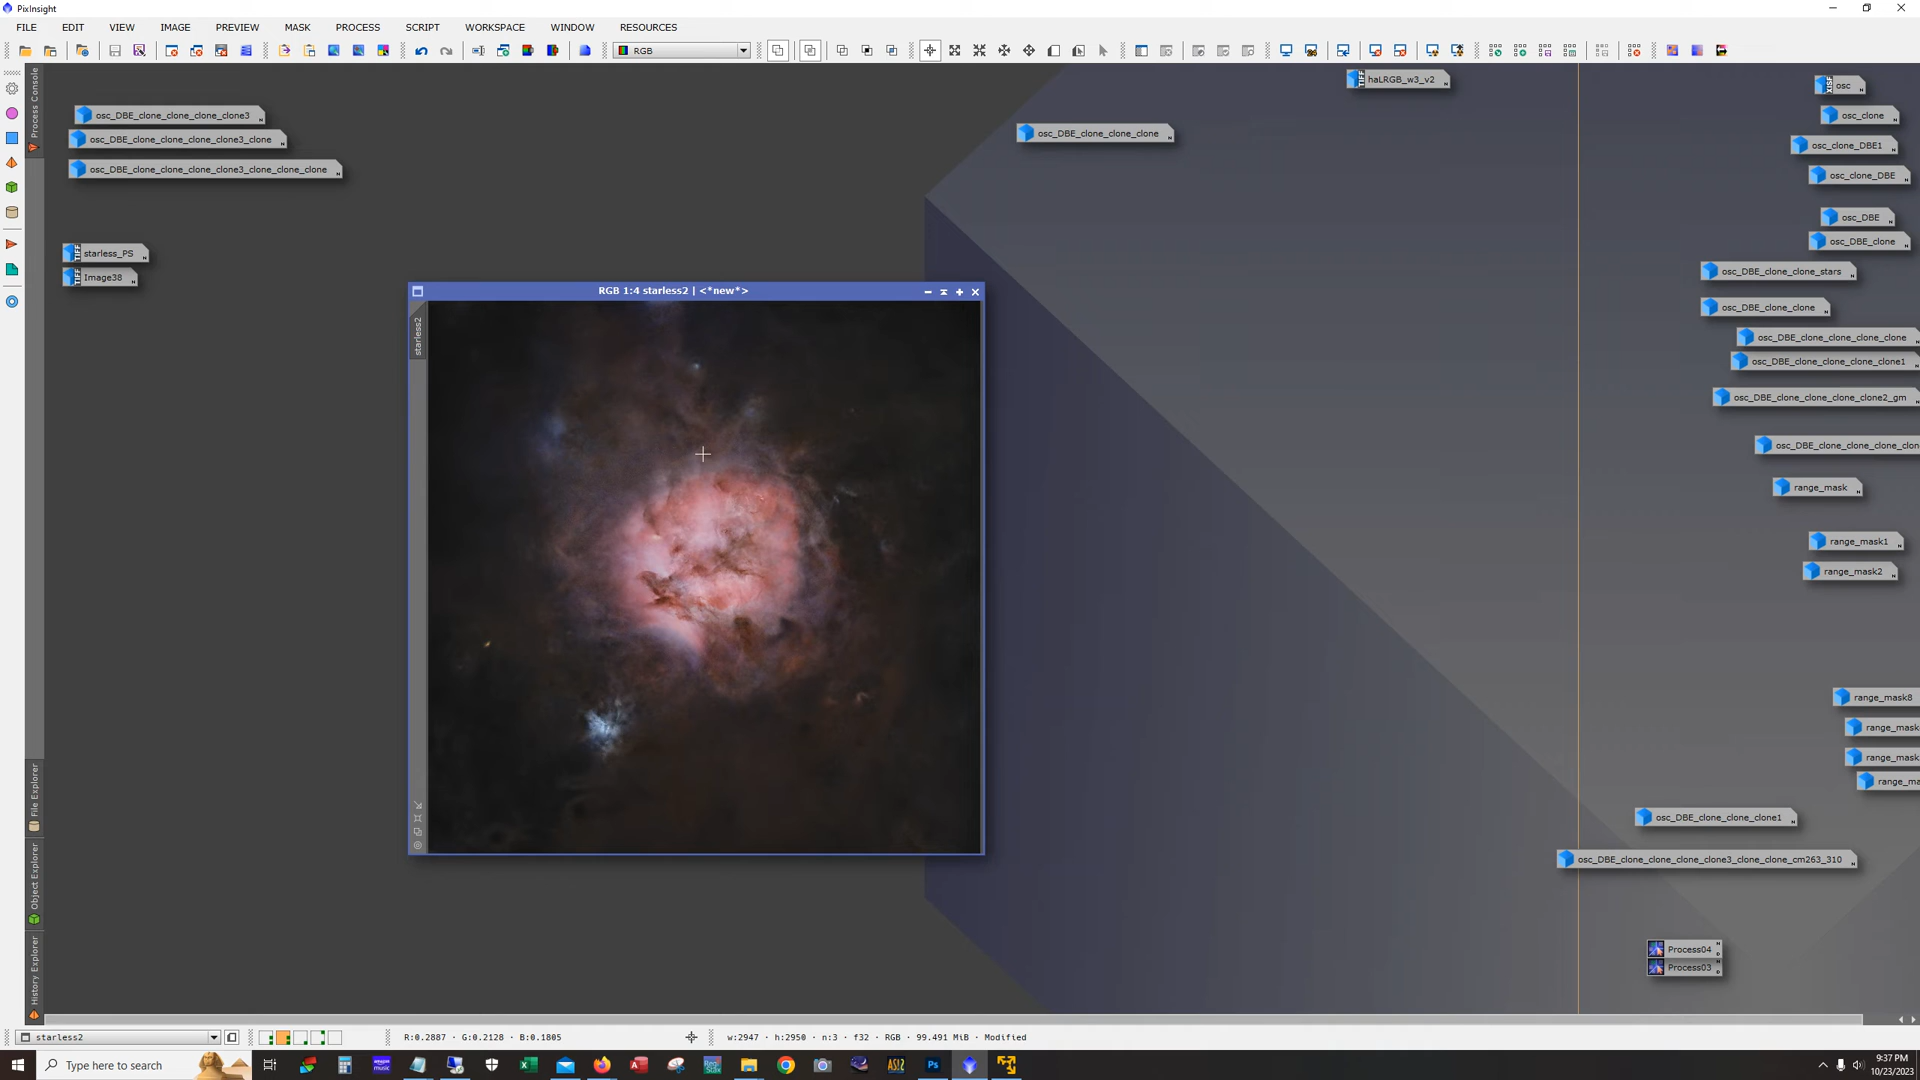 PixInsight
FILE EDIT VIEW IMAGE PREVIEW MASK PROCESS SCRIPT WORKSPACE WINDOW RESOURCES
RGB
Process Console
File Explorer
Object Explorer
History Explorer
osc_DBE_clone_clone_clone_clone3
osc_DBE_clone_clone_clone_clone3_clone
osc_DBE_clone_clone_clone_clone3_clone_clone_clone
starless_PS
Image38
osc_DBE_clone_clone_clone
haLRGB_w3_v2
osc
osc_clone
osc_clone_DBE1
osc_clone_DBE
osc_DBE
osc_DBE_clone
osc_DBE_clone_clone_stars
osc_DBE_clone_clone
osc_DBE_clone_clone_clone_clone
osc_DBE_clone_clone_clone_clone1
osc_DBE_clone_clone_clone_clone2_gm
osc_DBE_clone_clone_clone_clon
range_mask
range_mask1
range_mask2
range_mask8
range_mask
range_mask
range_ma
osc_DBE_clone_clone_clone1
osc_DBE_clone_clone_clone_clone3_clone_clone_cm263_310
Process04
Process03
RGB 1:4 starless2 | <*new*>
starless2
starless2
R:0.2887 · G:0.2128 · B:0.1805
w:2947 · h:2950 · n:3 · f32 · RGB · 99.491 MiB · Modified
Type here to search
9:37 PM
10/23/2023